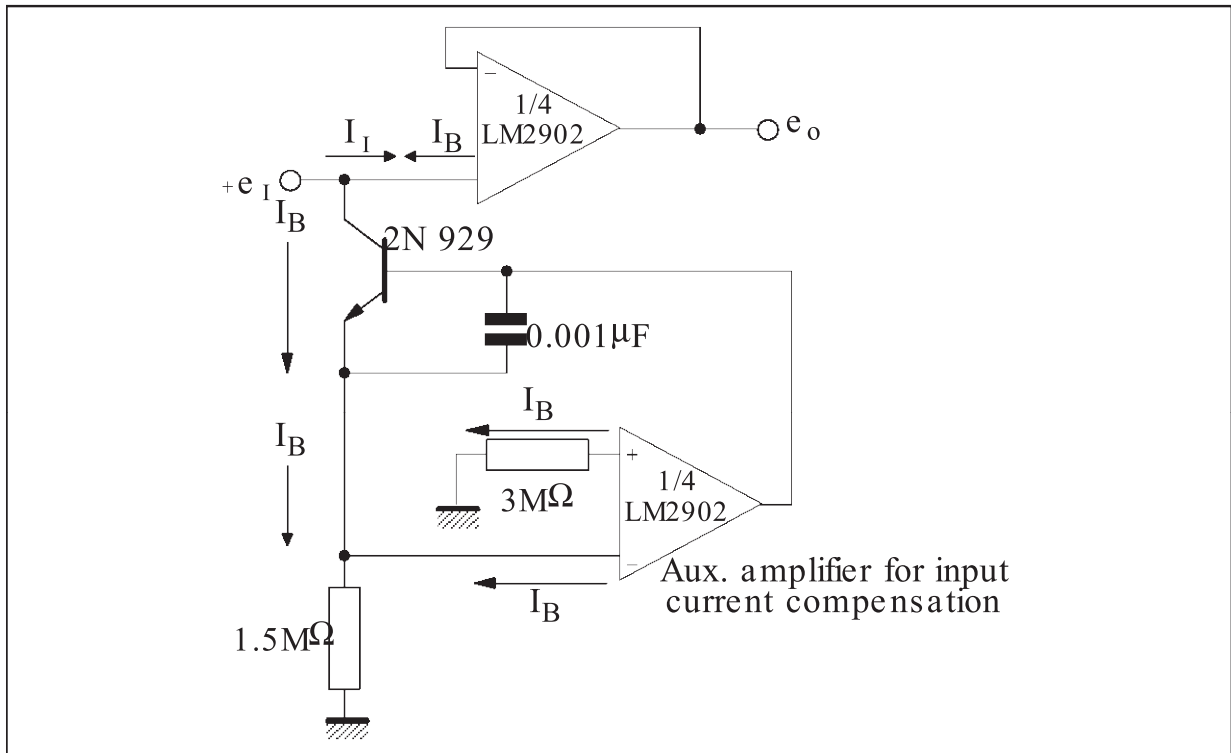 −
1/4
LM2902
e o
I I
I B
+e I
I B
2N 929
0.001µF
I B
I B
+
1/4
LM2902
3MΩ
−
I B
Aux. amplifier for input
current compensation
1.5MΩ